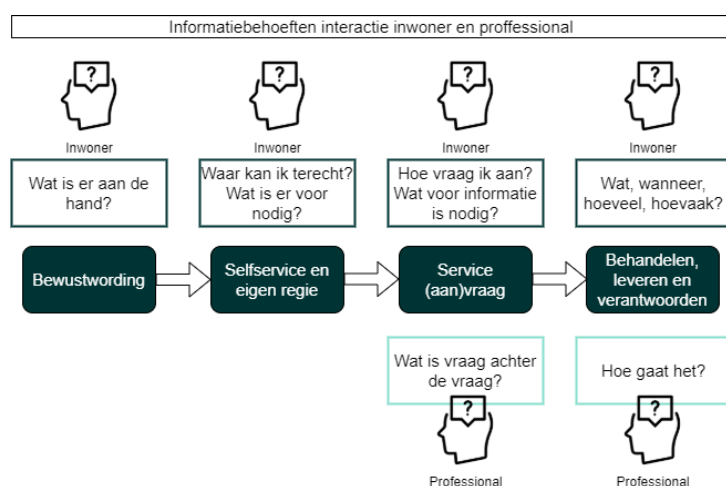 Informatiebehoeften interactie inwoner en proffessional
?
?
?
?
Inwoner
Inwoner
Inwoner
Inwoner
Wat is er aan de
hand?
Waar kan ik terecht?
Wat is er voor
nodig?
Hoe vraag ik aan?
Wat voor informatie
is nodig?
Wat, wanneer,
hoeveel, hoevaak?
Bewustwording
Selfservice en
eigen regie
Service
(aan)vraag
Behandelen,
leveren en
verantwoorden
Wat is vraag achter
de vraag?
Hoe gaat het?
?
?
Professional
Professional